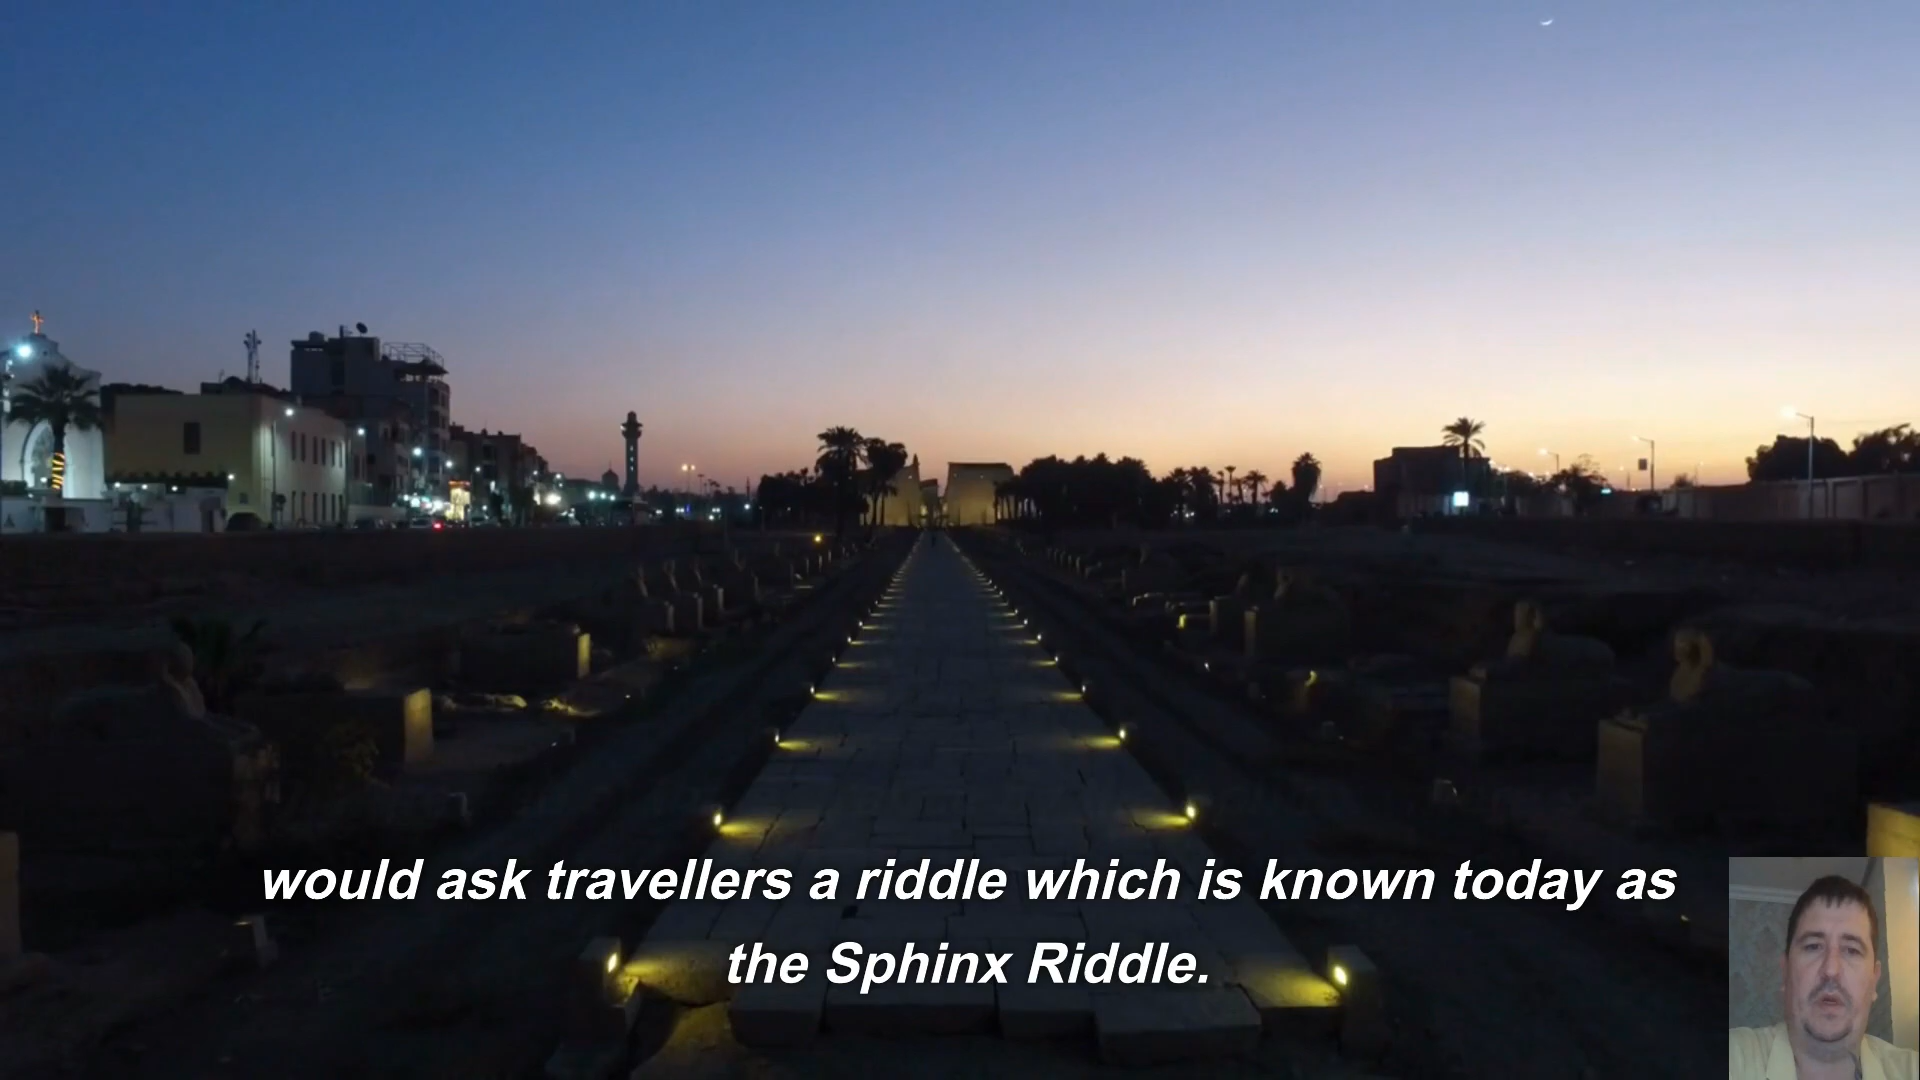 would ask travellers a riddle which is known today as
the Sphinx Riddle.